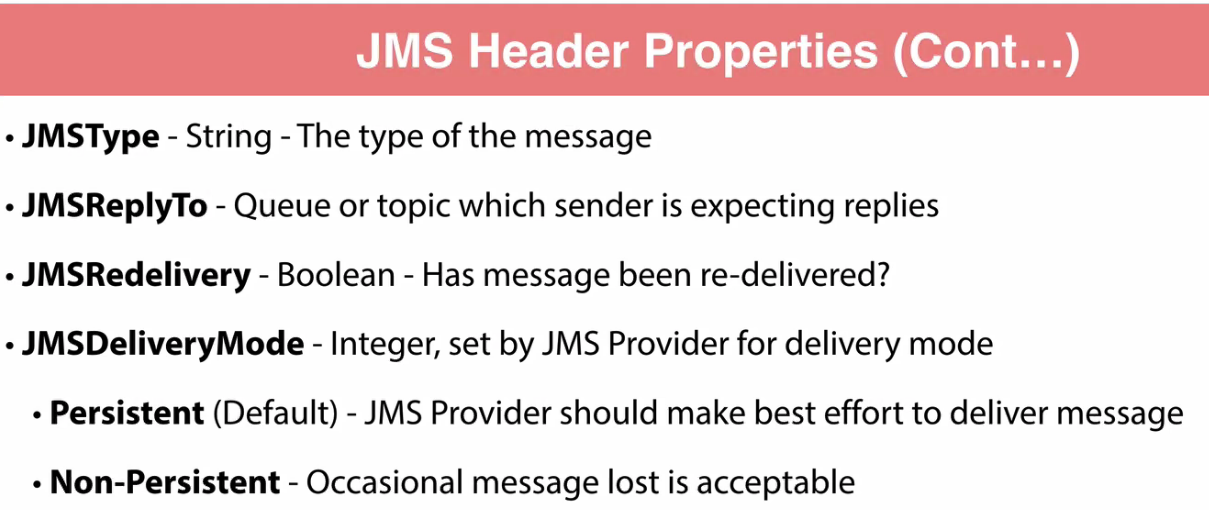 JMS Header Properties (Cont...)
• JMSType - String - The type of the message
• JMSReplyTo - Queue or topic which sender is expecting replies
• JMSRedelivery - Boolean - Has message been re-delivered?
• JMSDeliveryMode - Integer, set by JMS Provider for delivery mode
• Persistent (Default) - JMS Provider should make best effort to deliver message
• Non-Persistent - Occasional message lost is acceptable